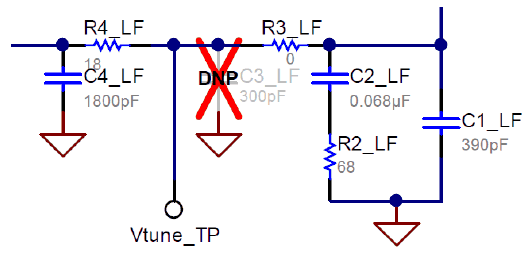 R4_LF
18
C4_LF
1800pF
DNP
C3_LF
300pF
R3_LF
0
C2_LF
0.068µF
R2_LF
68
C1_LF
390pF
Vtune_TP